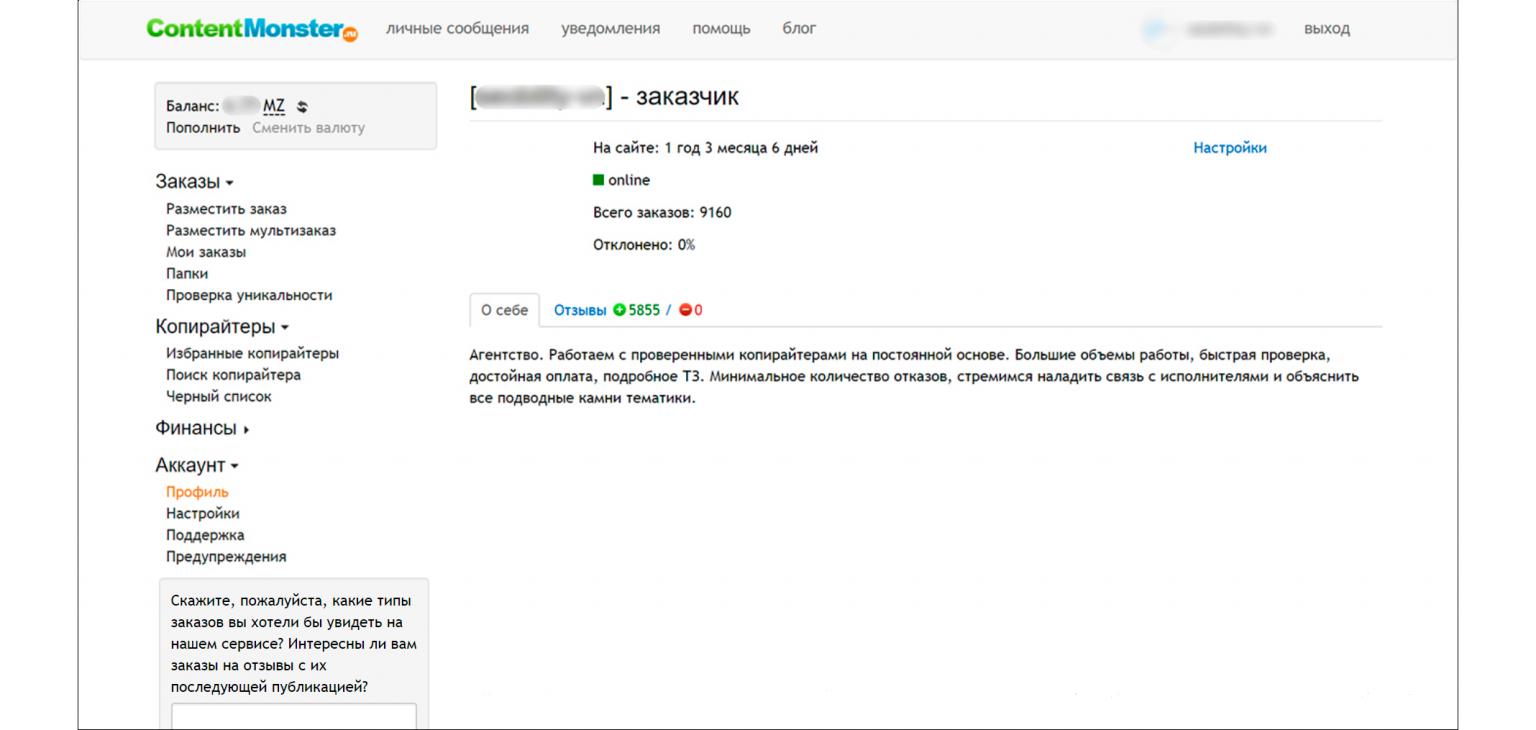 ContentMonster.ru личные сообщения уведомления помощь блог выход
Баланс: MZ
Пополнить Сменить валюту
Заказы
Разместить заказ
Разместить мультизаказ
Мои заказы
Папки
Проверка уникальности
Копирайтеры
Избранные копирайтеры
Поиск копирайтера
Черный список
Финансы
Аккаунт
Профиль
Настройки
Поддержка
Предупреждения
Скажите, пожалуйста, какие типы
заказов вы хотели бы увидеть на
нашем сервисе? Интересны ли вам
заказы на отзывы с их
последующей публикацией?
[ ] - заказчик
На сайте: 1 год 3 месяца 6 дней
Настройки
online
Всего заказов: 9160
Отклонено: 0%
О себе Отзывы 5855 / 0
Агентство. Работаем с проверенными копирайтерами на постоянной основе. Большие объемы работы, быстрая проверка,
достойная оплата, подробное ТЗ. Минимальное количество отказов, стремимся наладить связь с исполнителями и объяснить
все подводные камни тематики.